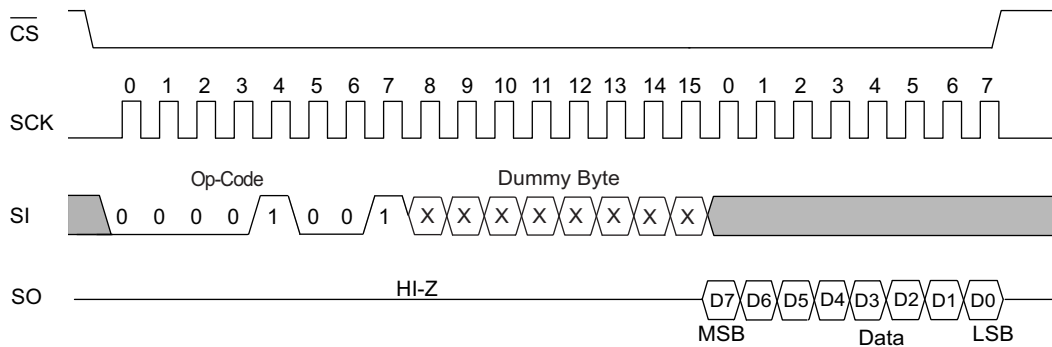 CS
0 1 2 3 4 5 6 7 8 9 10 11 12 13 14 15 0 1 2 3 4 5 6 7
SCK
Op-Code Dummy Byte
SI 0 0 0 0 1 0 0 1 X X X X X X X X
HI-Z
SO D7 D6 D5 D4 D3 D2 D1 D0
MSB Data LSB